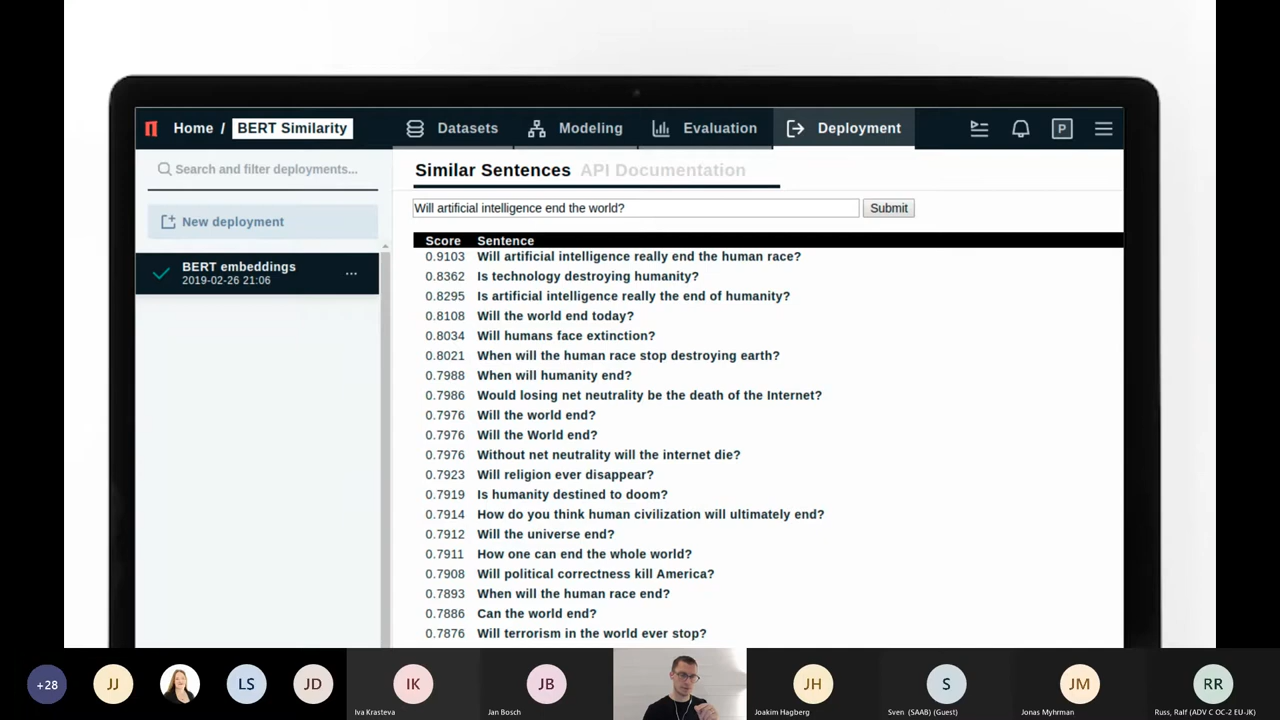 Home / BERT Similarity
Datasets
Modeling
Evaluation
Deployment
P
Search and filter deployments...
New deployment
BERT embeddings
2019-02-26 21:06
Similar Sentences API Documentation
Will artificial intelligence end the world?
Submit
Score Sentence
0.9103 Will artificial intelligence really end the human race?
0.8362 Is technology destroying humanity?
0.8295 Is artificial intelligence really the end of humanity?
0.8108 Will the world end today?
0.8034 Will humans face extinction?
0.8021 When will the human race stop destroying earth?
0.7988 When will humanity end?
0.7986 Would losing net neutrality be the death of the Internet?
0.7976 Will the world end?
0.7976 Will the World end?
0.7976 Without net neutrality will the internet die?
0.7923 Will religion ever disappear?
0.7919 Is humanity destined to doom?
0.7914 How do you think human civilization will ultimately end?
0.7912 Will the universe end?
0.7911 How one can end the whole world?
0.7908 Will political correctness kill America?
0.7893 When will the human race end?
0.7886 Can the world end?
0.7876 Will terrorism in the world ever stop?
+28
JJ
LS
JD
IK
Iva Krasteva
JB
Jan Bosch
JH
Joakim Hagberg
S
Sven (SAAB) (Guest)
JM
Jonas Myhrman
RR
Russ, Ralf (ADV C OC-2 EU-JK)